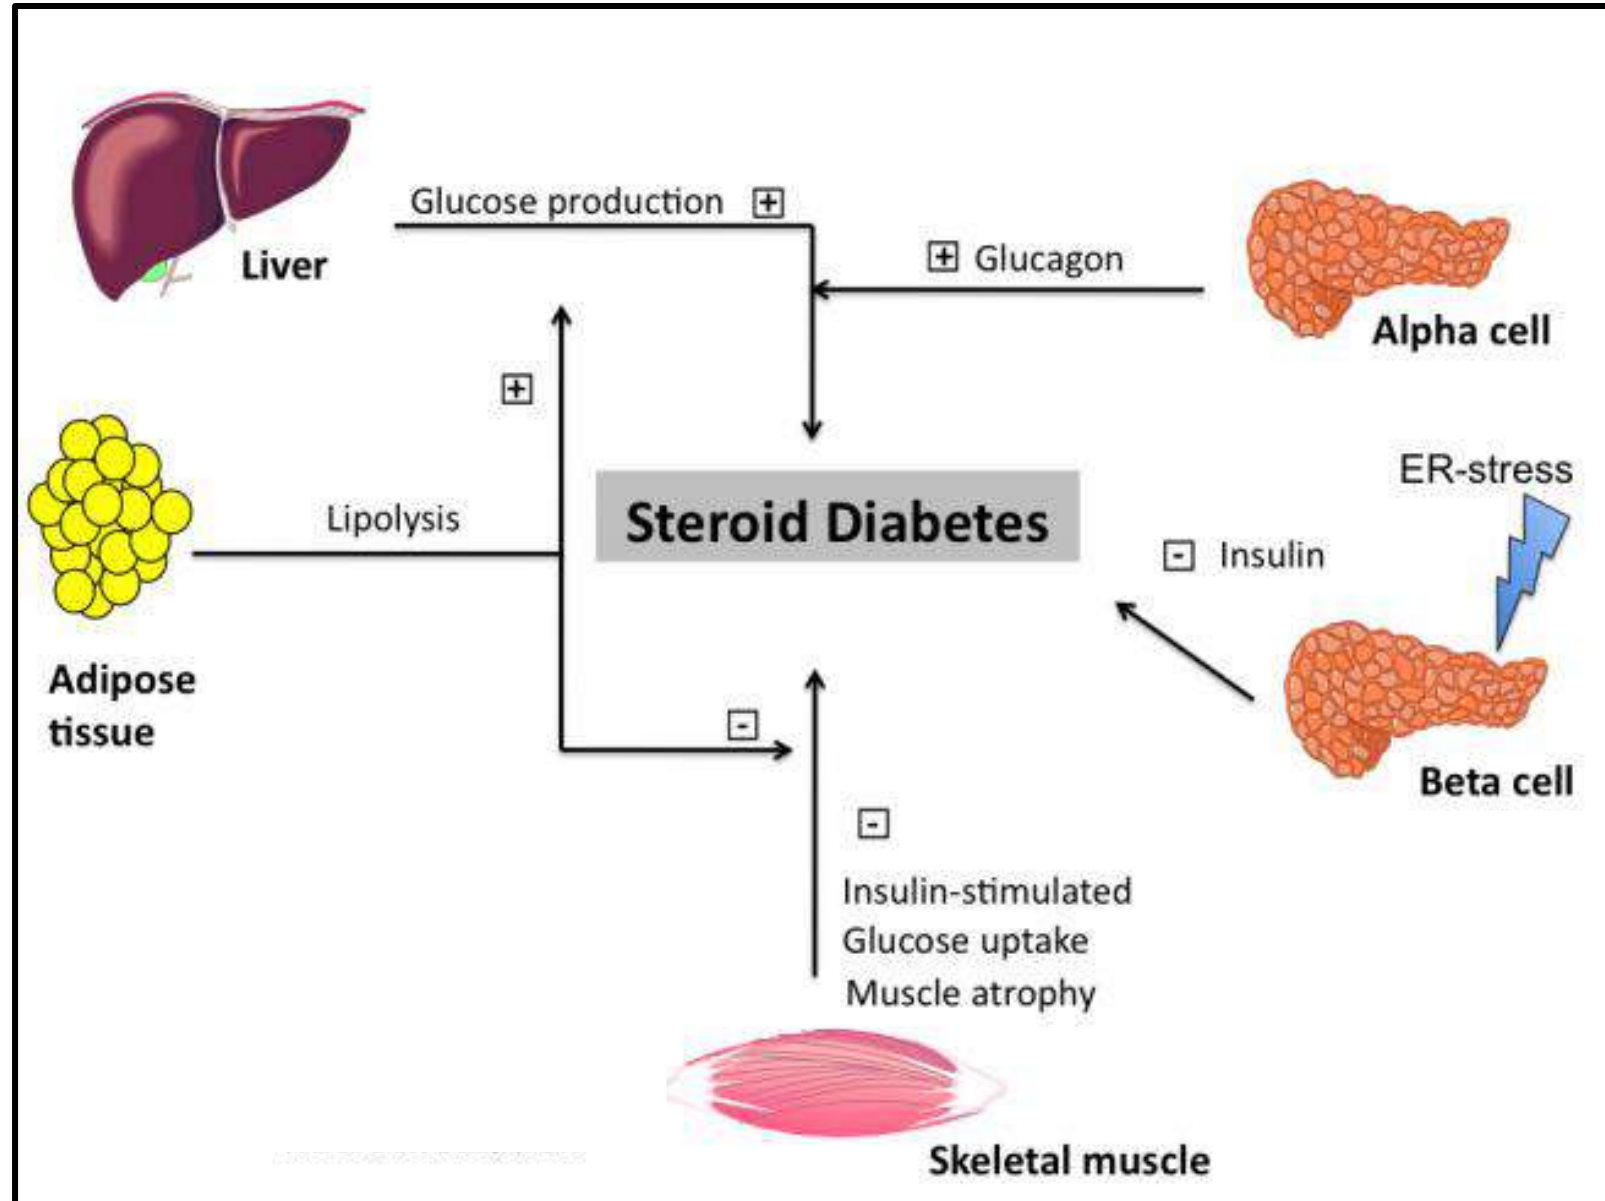 Glucose production +
Liver
+ Glucagon
Alpha cell
+
ER-stress
Lipolysis
Steroid Diabetes
- Insulin
Adipose
tissue
-
Beta cell
-
Insulin-stimulated
Glucose uptake
Muscle atrophy
Skeletal muscle